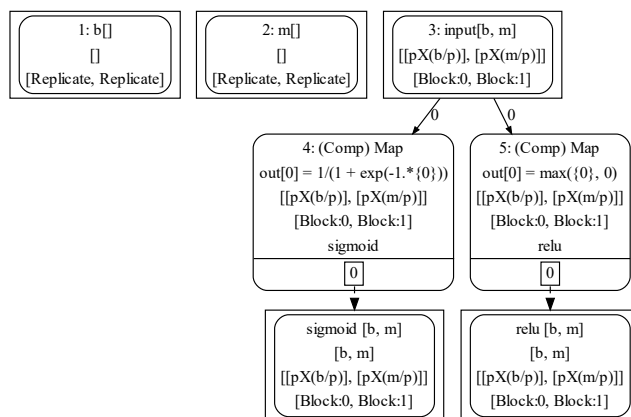 1: b[]
[]
[Replicate, Replicate]
2: m[]
[]
[Replicate, Replicate]
3: input[b, m]
[[pX(b/p)], [pX(m/p)]]
[Block:0, Block:1]
0
0
4: (Comp) Map
out[0] = 1/(1 + exp(-1.*{0}))
[[pX(b/p)], [pX(m/p)]]
[Block:0, Block:1]
sigmoid
0
5: (Comp) Map
out[0] = max({0}, 0)
[[pX(b/p)], [pX(m/p)]]
[Block:0, Block:1]
relu
0
sigmoid [b, m]
[b, m]
[[pX(b/p)], [pX(m/p)]]
[Block:0, Block:1]
relu [b, m]
[b, m]
[[pX(b/p)], [pX(m/p)]]
[Block:0, Block:1]